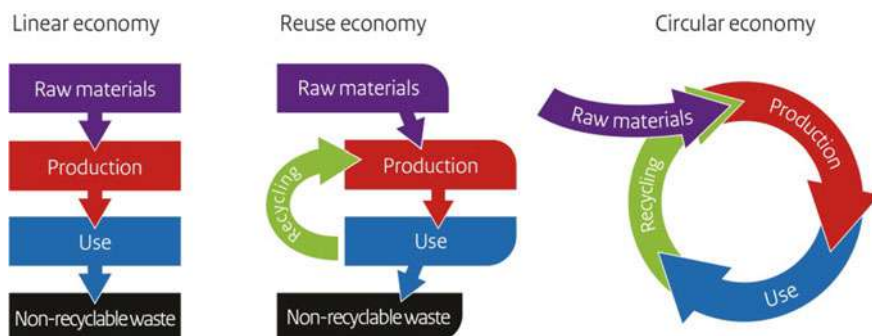 Linear economy
Raw materials
Production
Use
Non-recyclable waste
Reuse economy
Raw materials
Production
Recycling
Use
Non-recyclable waste
Circular economy
Raw materials
Production
Recycling
Use